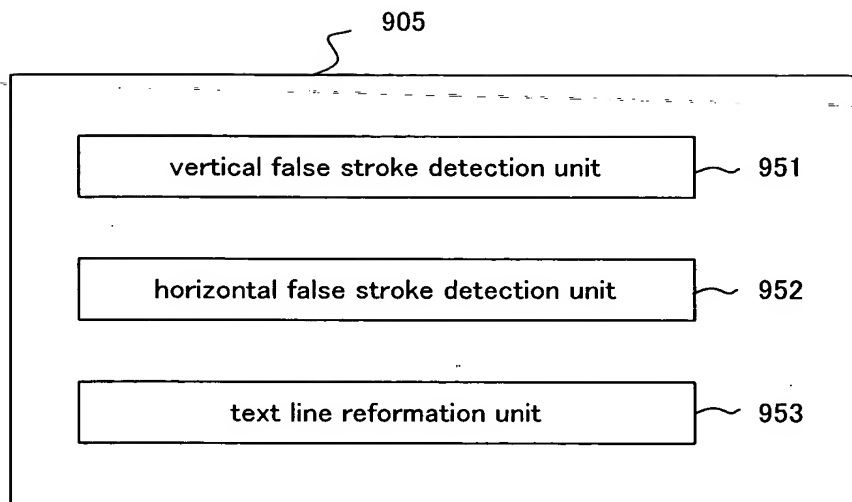 905
vertical false stroke detection unit 951
horizontal false stroke detection unit 952
text line reformation unit 953